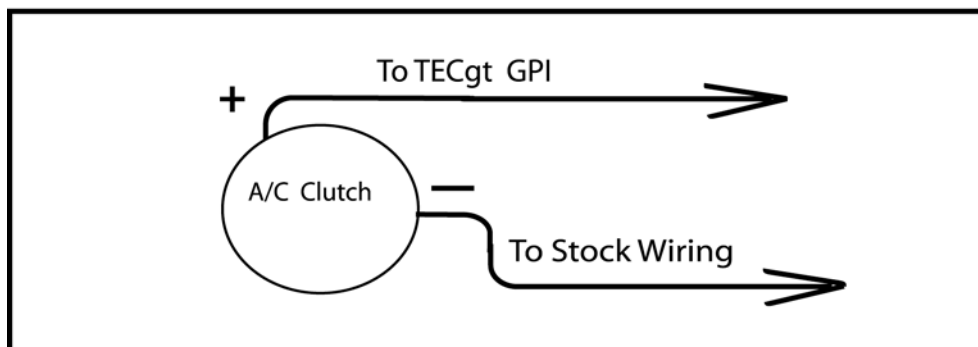 To TECgt GPI
+
A/C Clutch
—
To Stock Wiring